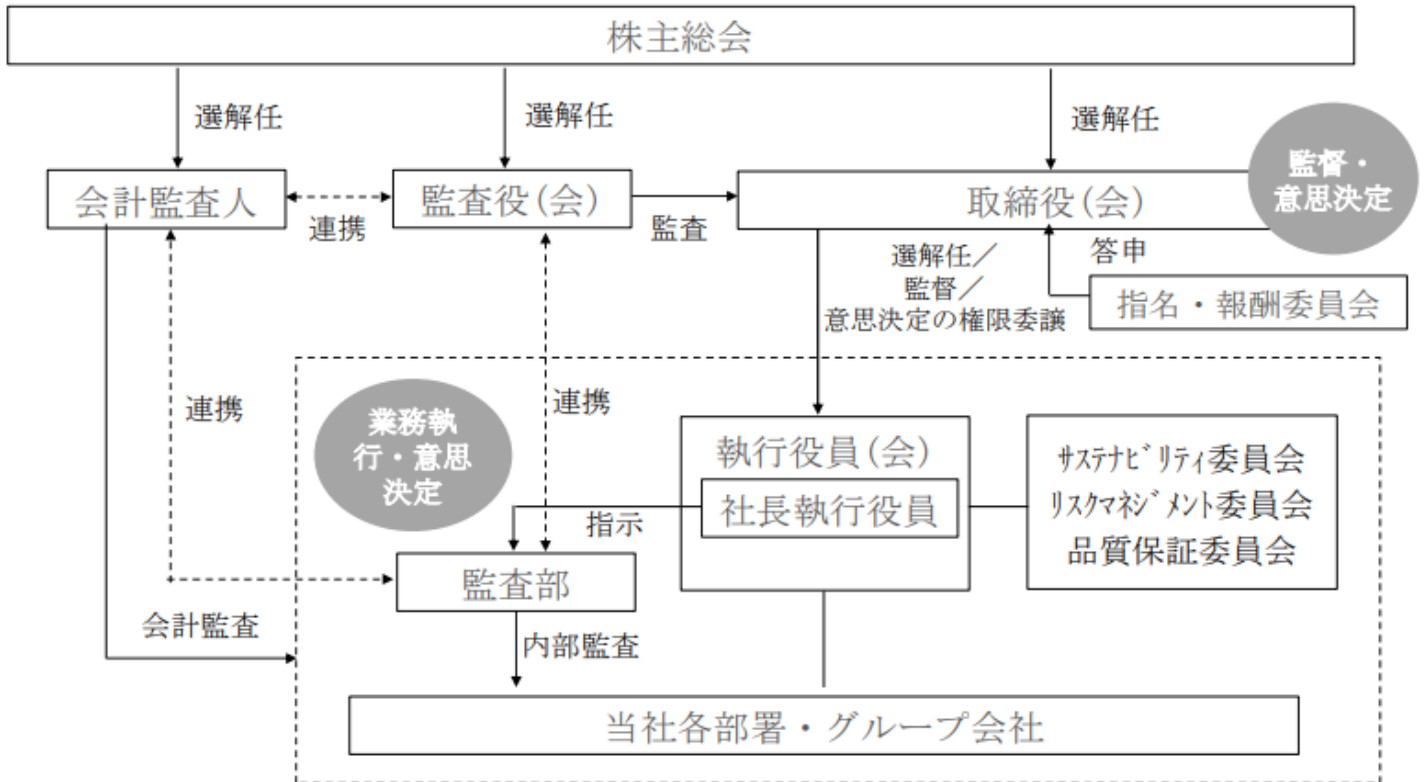 株主総会
選解任
選解任
選解任
監督・
意思決定
会計監査人
連携
監査役(会)
監査
取締役(会)
選解任／
監督／
意思決定の権限委譲
答申
指名・報酬委員会
連携
業務執
行・意思
決定
連携
執行役員(会)
社長執行役員
ｻｽﾃﾅﾋﾞﾘﾃｨ委員会
ﾘｽｸﾏﾈｼﾞﾒﾝﾄ委員会
品質保証委員会
指示
監査部
会計監査
内部監査
当社各部署・グループ会社